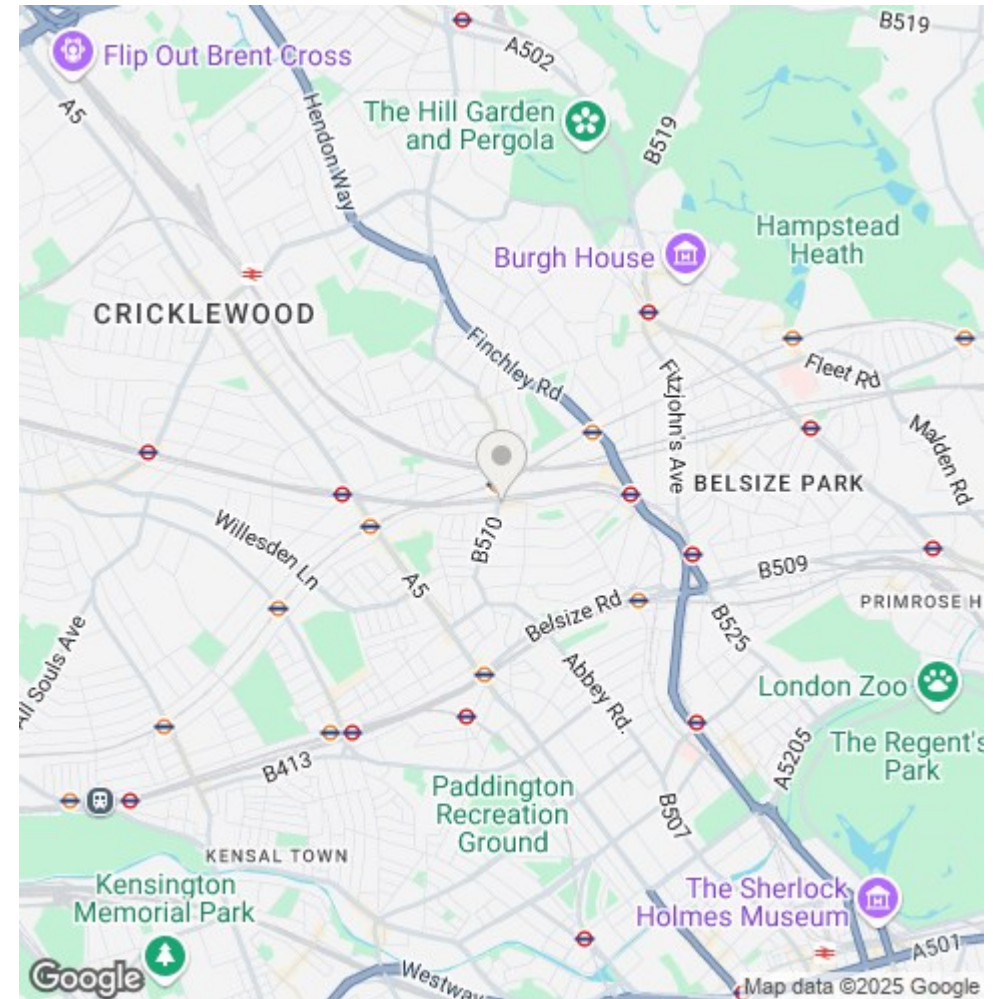 B519
A502
Flip Out Brent Cross
A5
The Hill Garden
and Pergola
Hendon Way
B519
Hampstead
Heath
Burgh House
CRICKLEWOOD
Finchley Rd
Fleet Rd
Fitzjohn's Ave
Malden Rd
BELSIZE PARK
Willesden Ln
B570
A5
B509
Belsize Rd
PRIMROSE H
B525
All Souls Ave
Abbey Rd.
London Zoo
The Regent's
Park
A5205
B413
Paddington
Recreation
Ground
B507
KENSAL TOWN
Kensington
Memorial Park
The Sherlock
Holmes Museum
A501
Westway
Google
Map data ©2025 Google